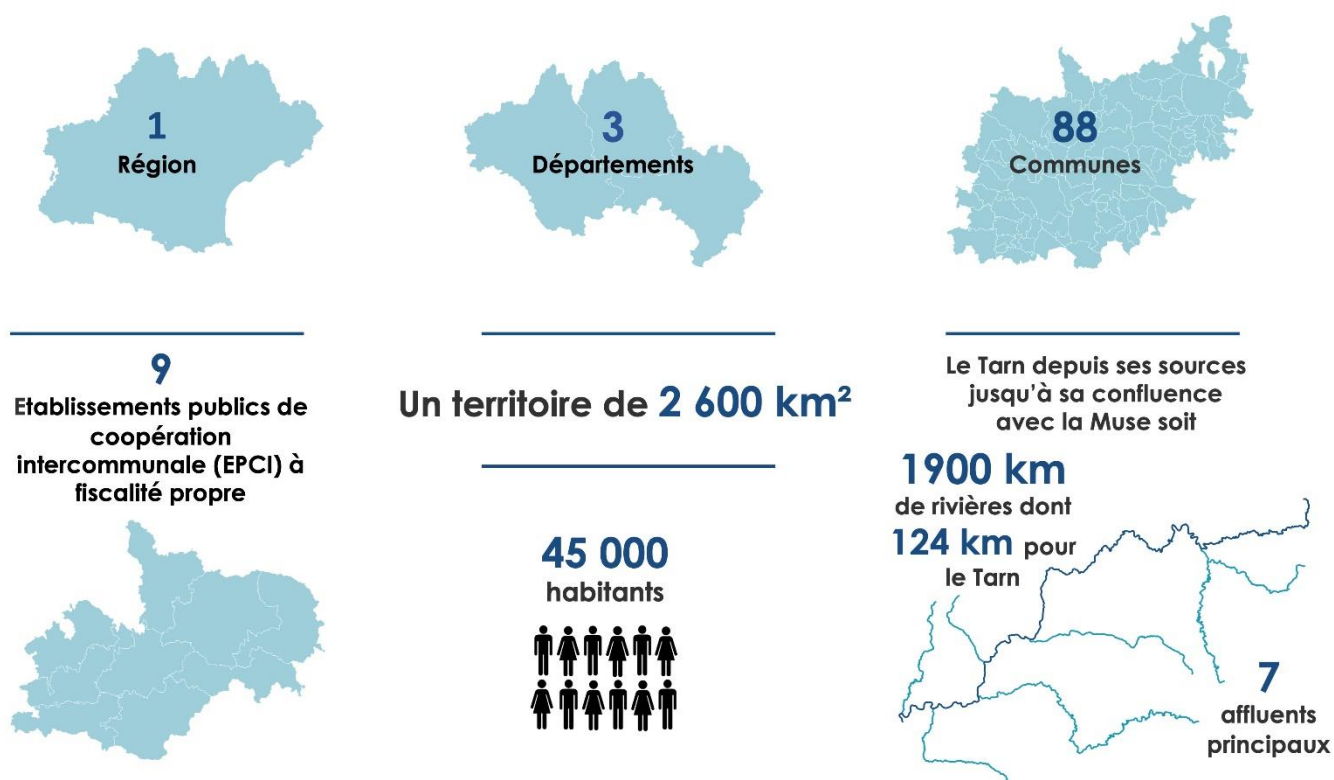 1
Région
3
Départements
88
Communes
9
Etablissements publics de
coopération
intercommunale (EPCI) à
fiscalité propre
Un territoire de 2 600 km²
45 000
habitants
Le Tarn depuis ses sources
jusqu'à sa confluence
avec la Muse soit
1900 km
de rivières dont
124 km pour
le Tarn
7
affluents
principaux